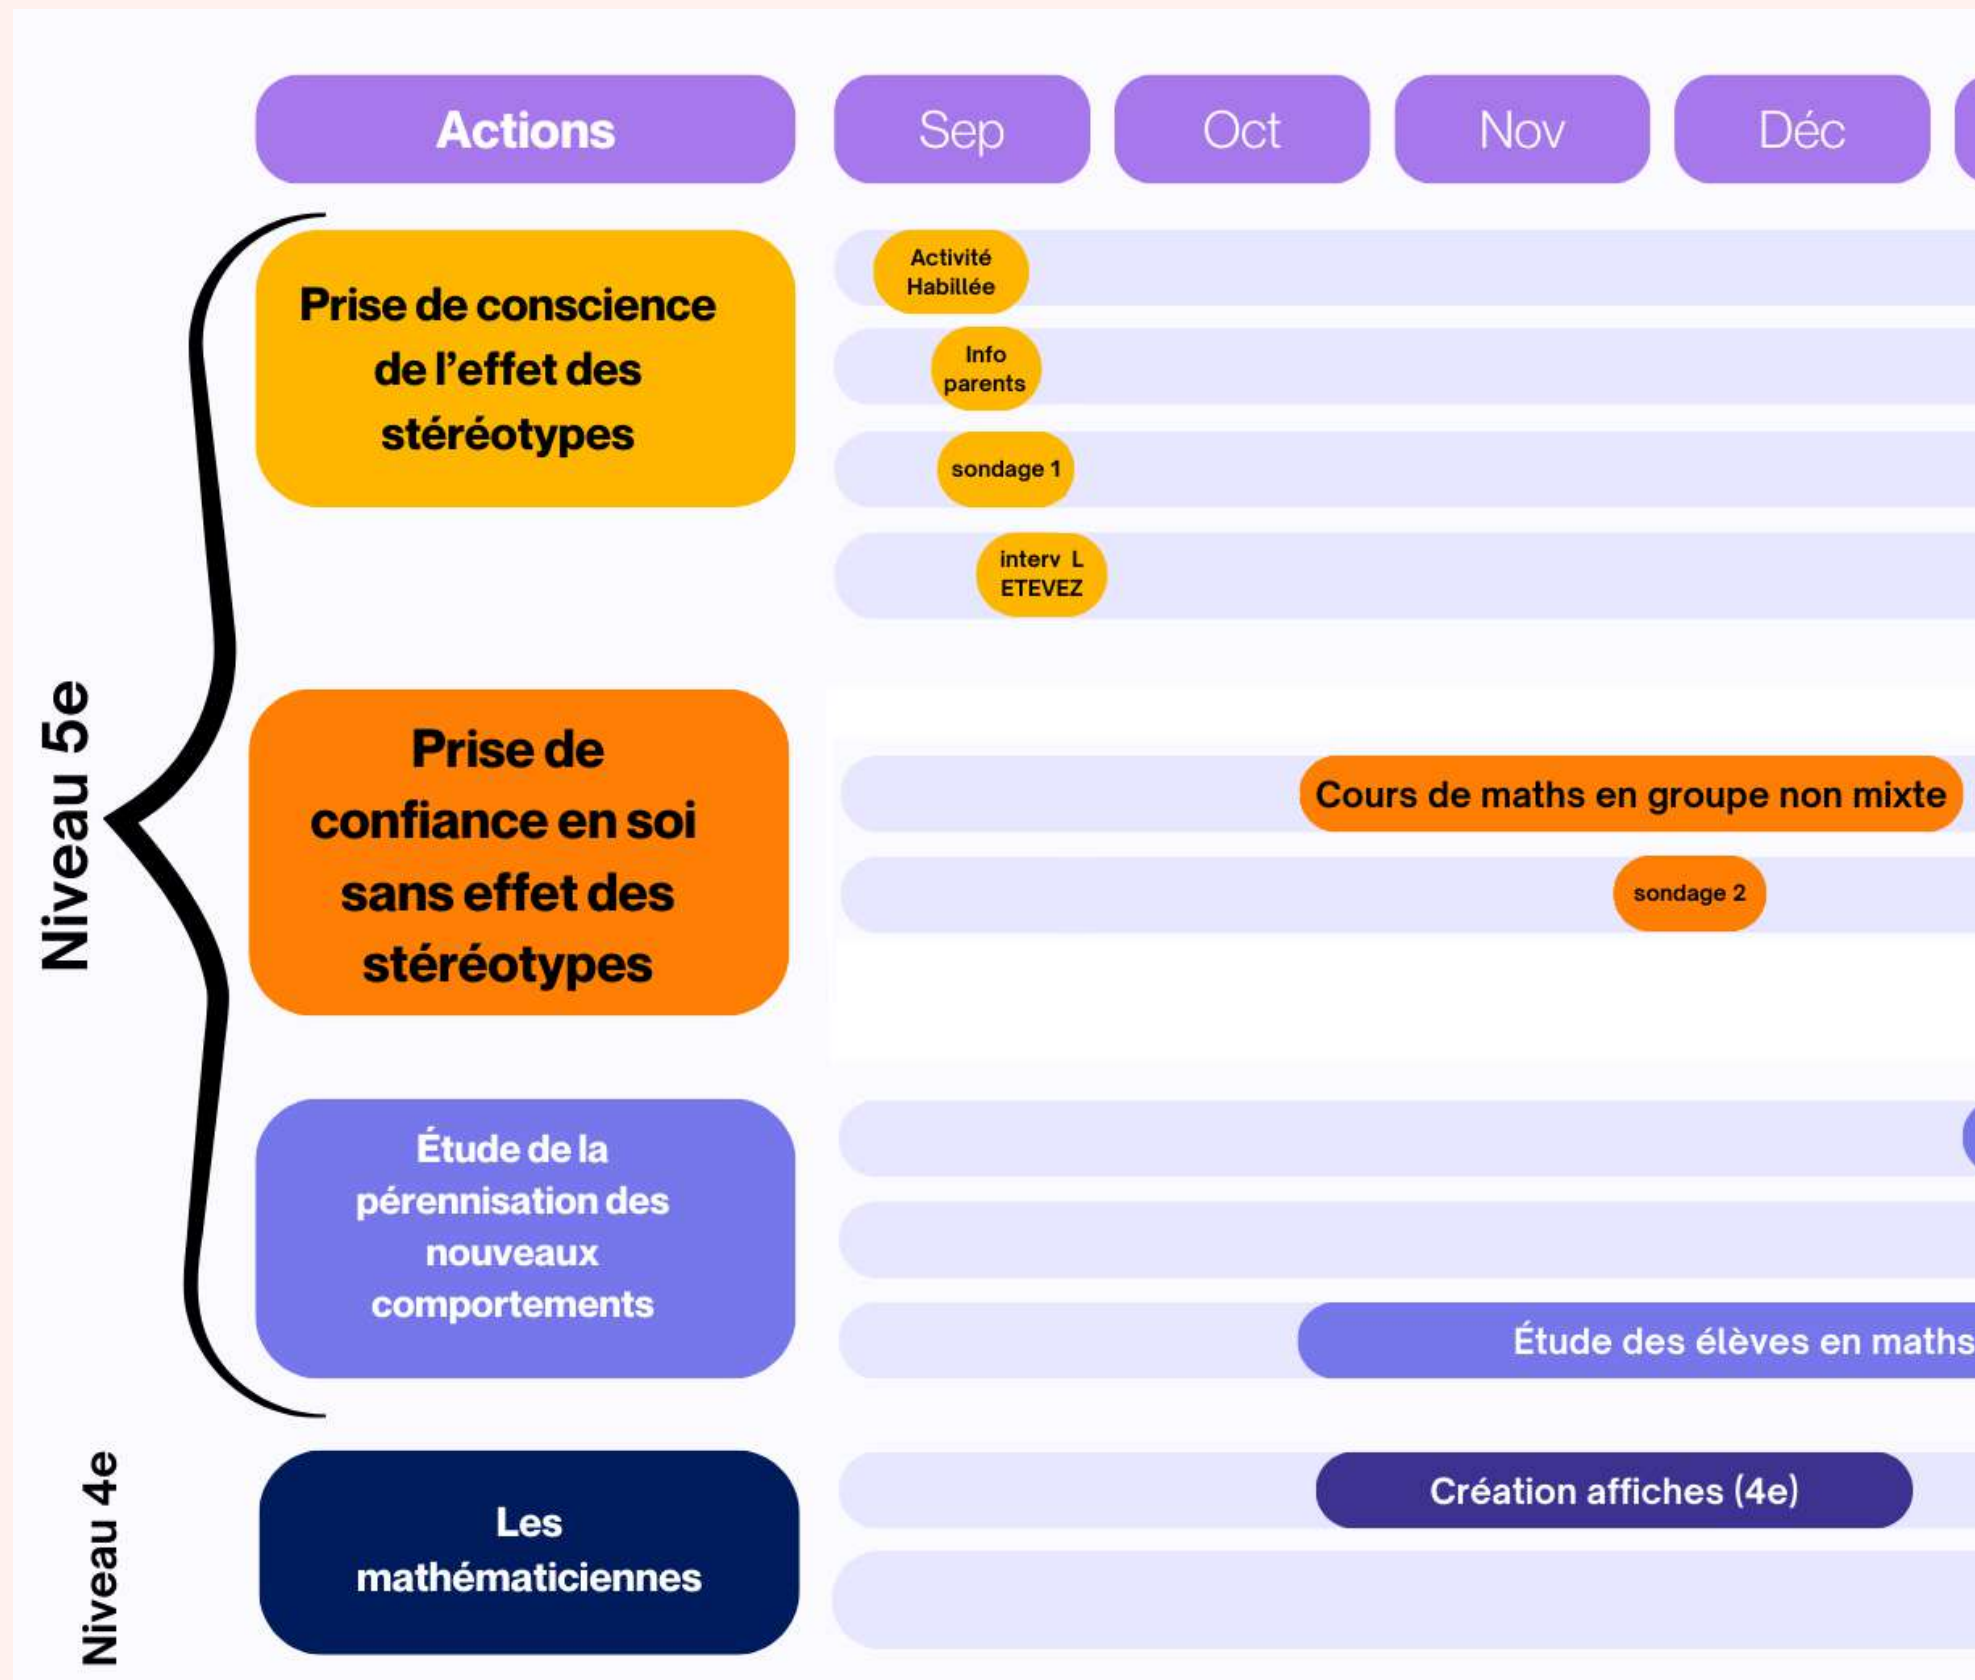 Actions
Sep
Oct
Nov
Déc
Niveau 5e
Prise de conscience
de l'effet des
stéréotypes
Activité
Habillée
Info
parents
sondage 1
interv L
ETEVEZ
Prise de
confiance en soi
sans effet des
stéréotypes
Cours de maths en groupe non mixte
sondage 2
Étude de la
pérennisation des
nouveaux
comportements
Étude des élèves en maths
Niveau 4e
Les
mathématiciennes
Création affiches (4e)